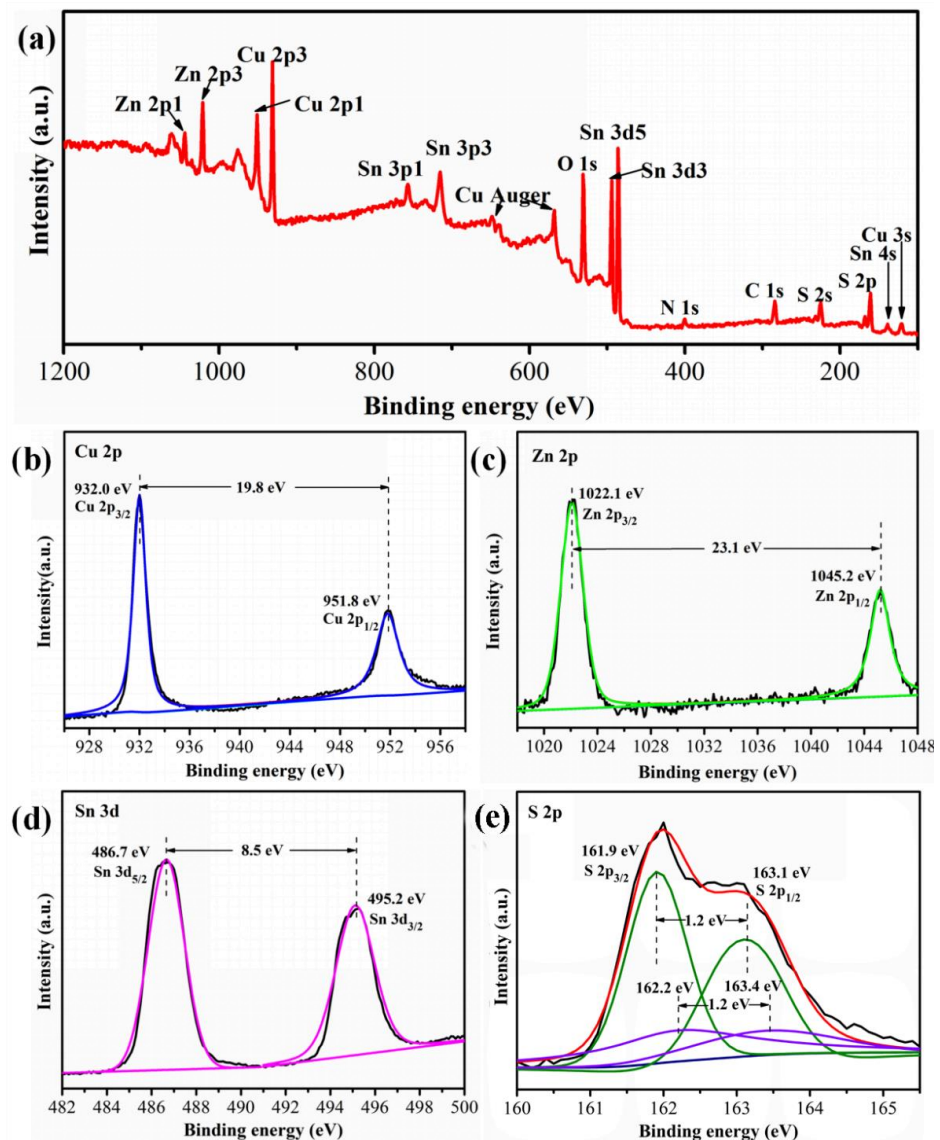 (a)
Cu 2p3
Zn 2p3
Zn 2p1
Cu 2p1
Sn 3p3
Sn 3p1
Cu Auger
O 1s
Sn 3d5
Sn 3d3
N 1s
C 1s
S 2s
S 2p
Sn 4s
Cu 3s
Intensity (a.u.)
1200 1000 800 600 400 200
Binding energy (eV)
(b)
Cu 2p
932.0 eV
Cu 2p3/2
19.8 eV
951.8 eV
Cu 2p1/2
Intensity(a.u.)
928 932 936 940 944 948 952 956
Binding energy (eV)
(c)
Zn 2p
1022.1 eV
Zn 2p3/2
23.1 eV
1045.2 eV
Zn 2p1/2
Intensity(a.u.)
1020 1024 1028 1032 1036 1040 1044 1048
Binding energy (eV)
(d)
Sn 3d
486.7 eV
Sn 3d5/2
8.5 eV
495.2 eV
Sn 3d3/2
Intensity (a.u.)
482 484 486 488 490 492 494 496 498 500
Binding energy (eV)
(e)
S 2p
161.9 eV
S 2p3/2
163.1 eV
S 2p1/2
1.2 eV
162.2 eV
163.4 eV
1.2 eV
Intensity (a.u.)
160 161 162 163 164 165
Binding energy (eV)